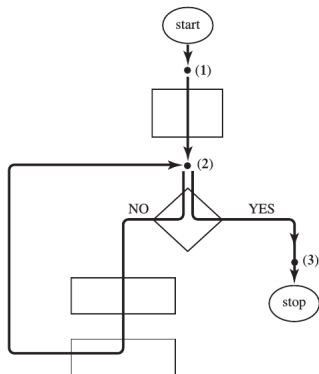 start
(1)
(2)
NO
YES
(3)
stop